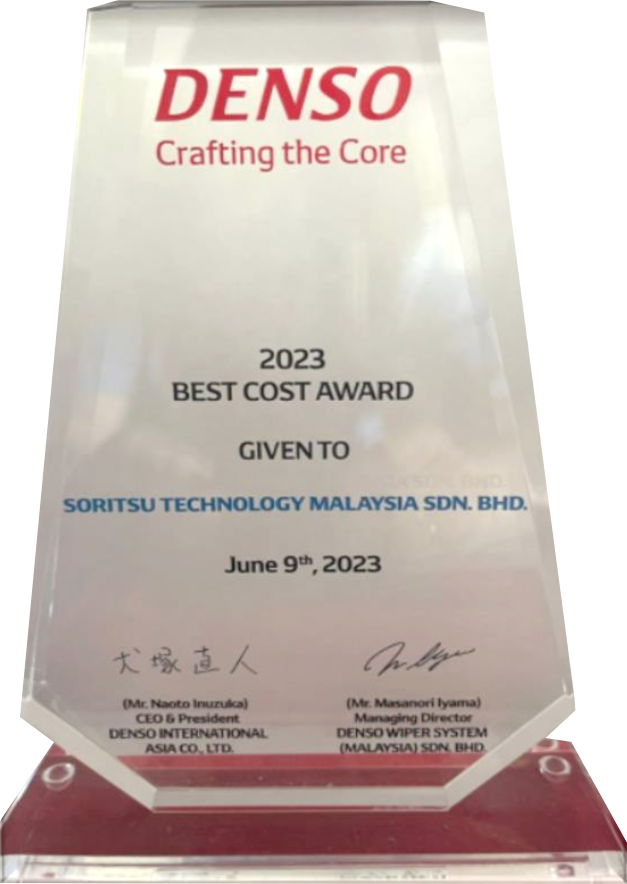 DENSO
Crafting the Core
2023
BEST COST AWARD
GIVEN TO
SORITSU TECHNOLOGY MALAYSIA SDN. BHD.
June 9th, 2023
犬塚直人
(Mr. Naoto Inuzuka)
CEO & President
DENSO INTERNATIONAL
ASIA CO., LTD.
(Mr. Masanori Iyama)
Managing Director
DENSO WIPER SYSTEM
(MALAYSIA) SDN. BHD.